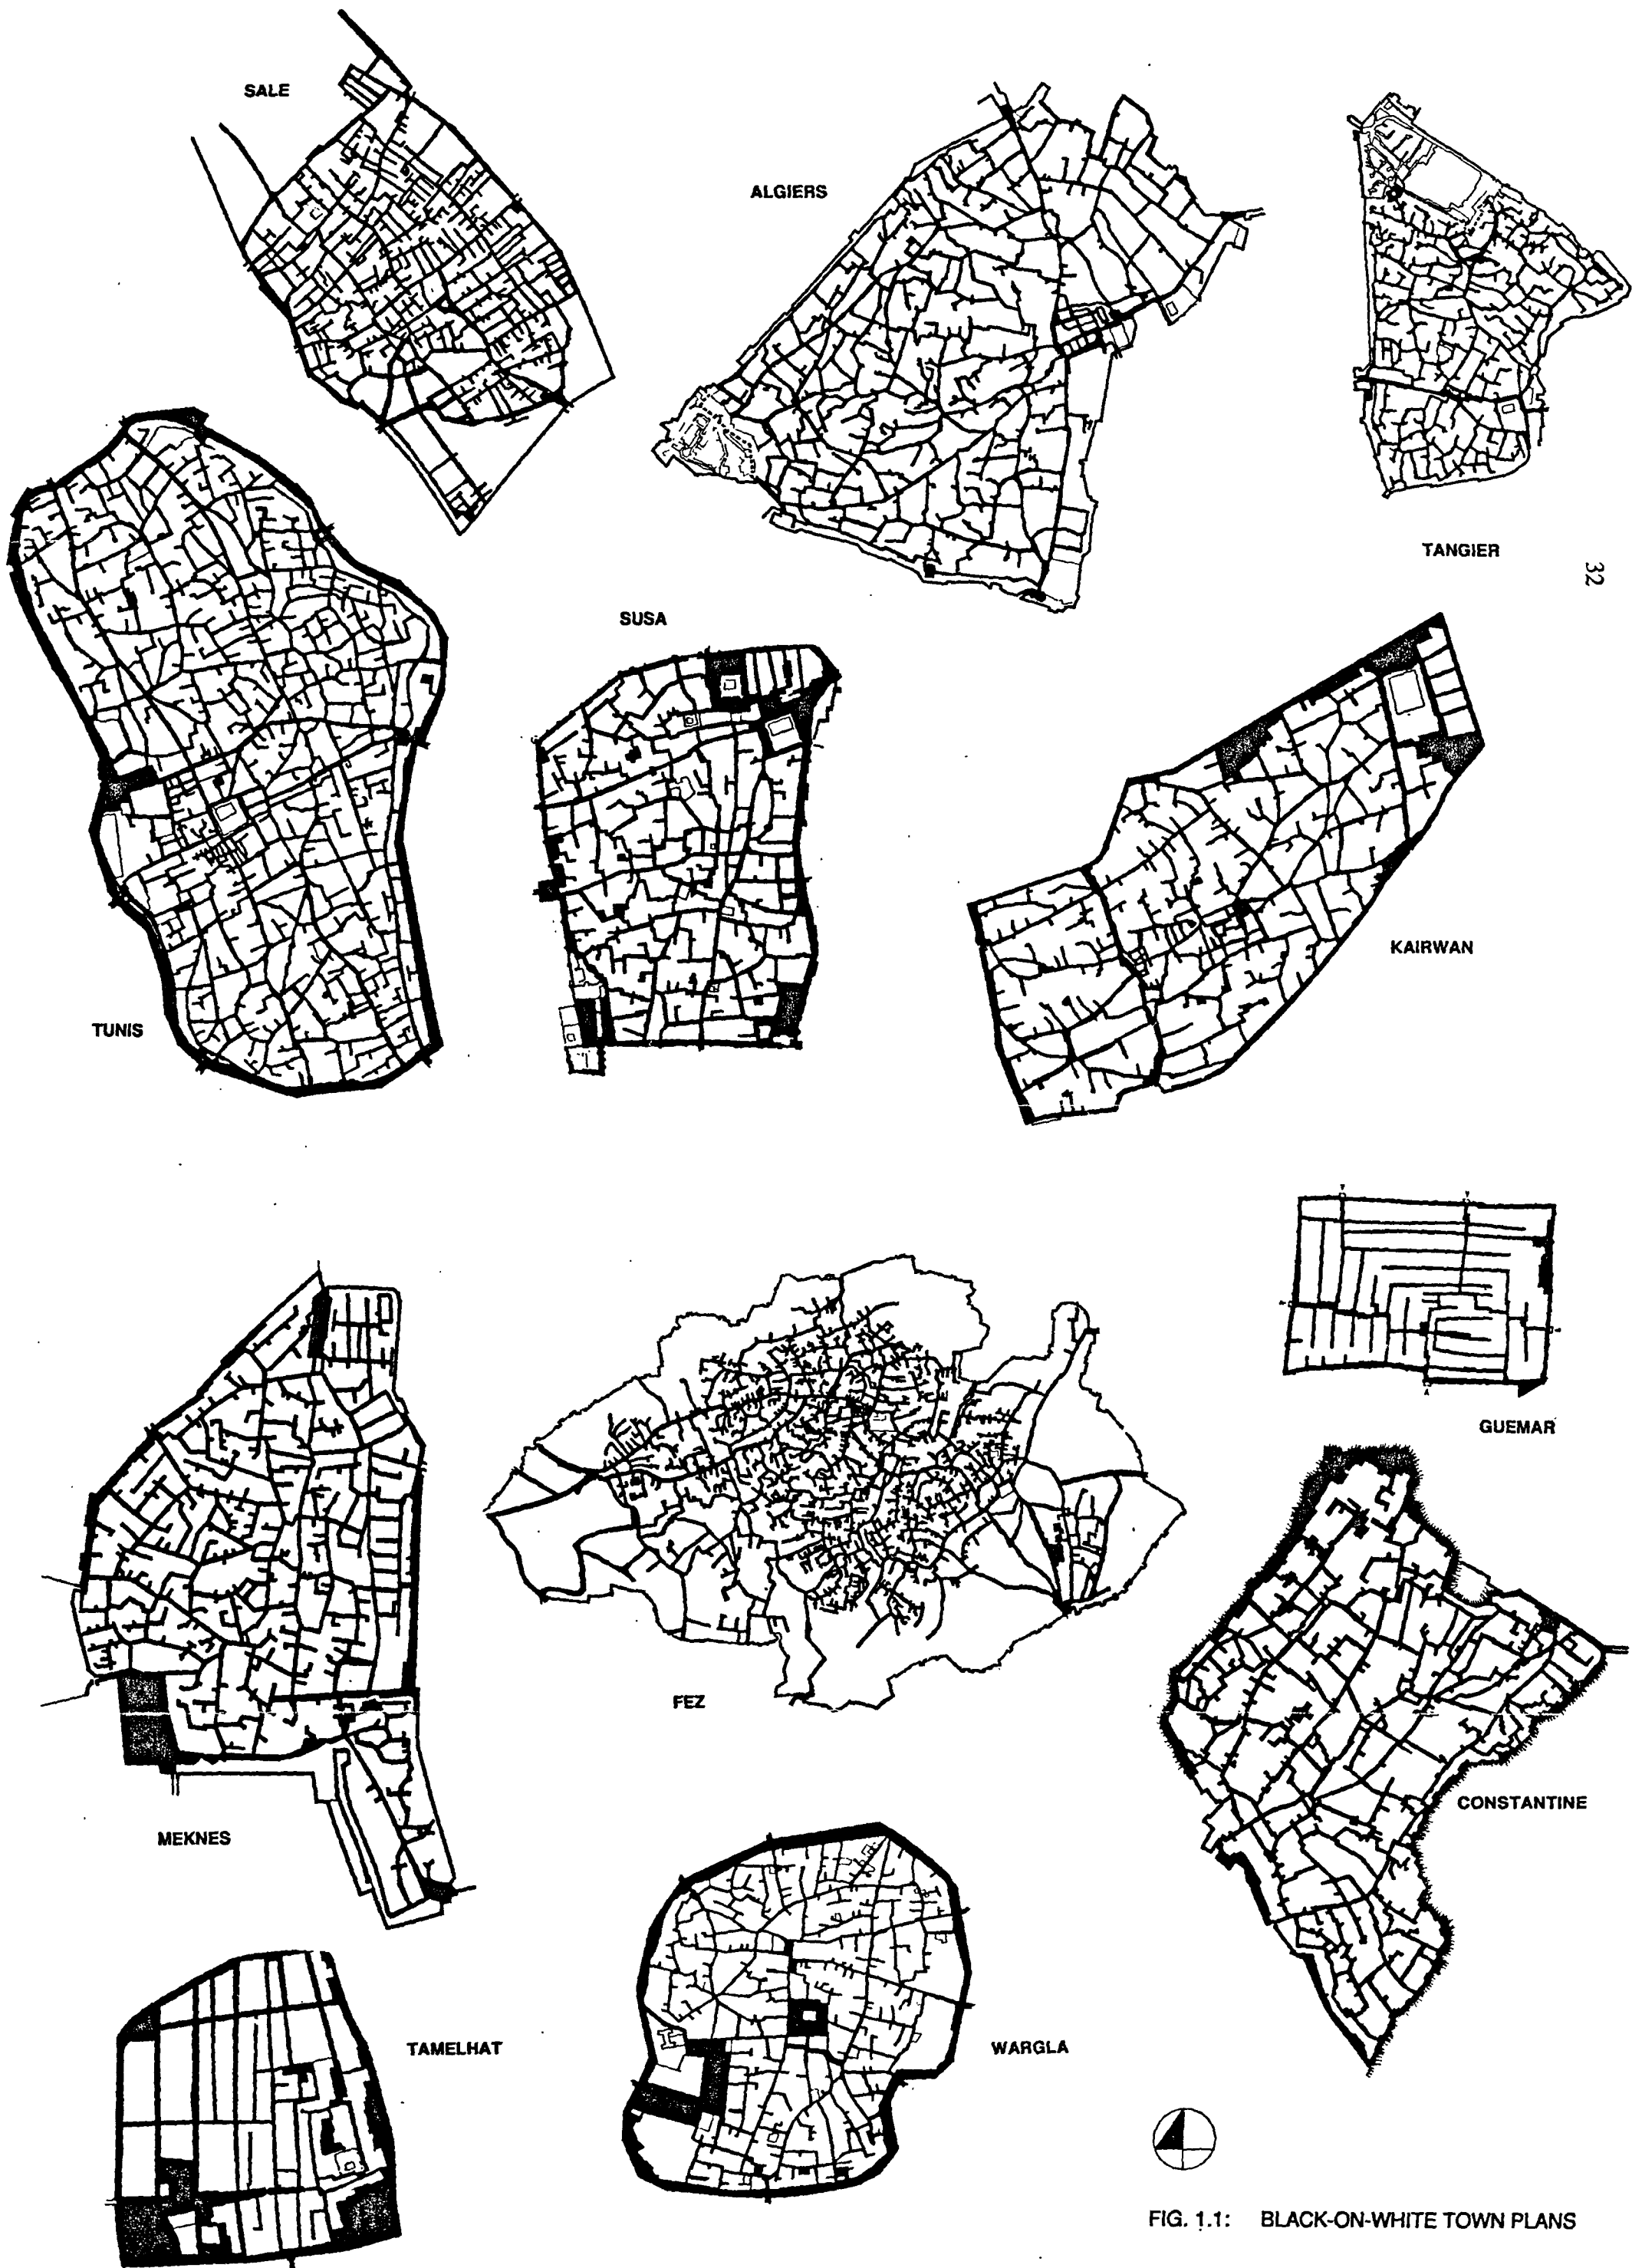 SALE
ALGIERS
TANGIER
32
SUSA
KAIRWAN
TUNIS
GUEMAR
FEZ
CONSTANTINE
MEKNES
TAMELHAT
WARGLA
FIG. 1.1: BLACK-ON-WHITE TOWN PLANS